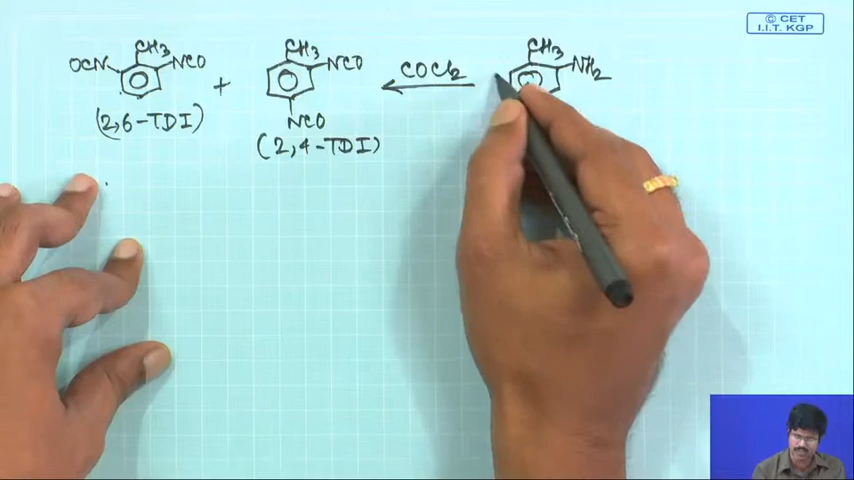 © CET
I.I.T. KGP
CH3
OCN
NCO
+
(2,6-TDI)
CH3
NCO
NCO
(2,4-TDI)
COCl2
CH3
NH2